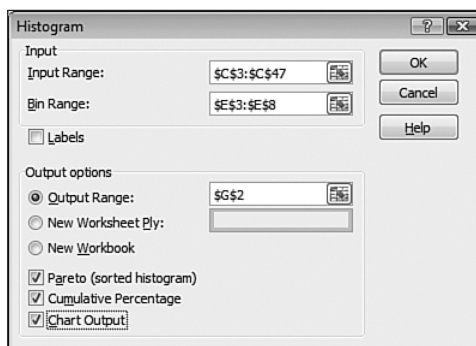 Histogram
Input
Input Range:
$C$3:$C$47
Bin Range:
$E$3:$E$8
Labels
OK
Cancel
Help
Output options
Output Range:
$G$2
New Worksheet Ply:
New Workbook
Pareto (sorted histogram)
Cumulative Percentage
Chart Output